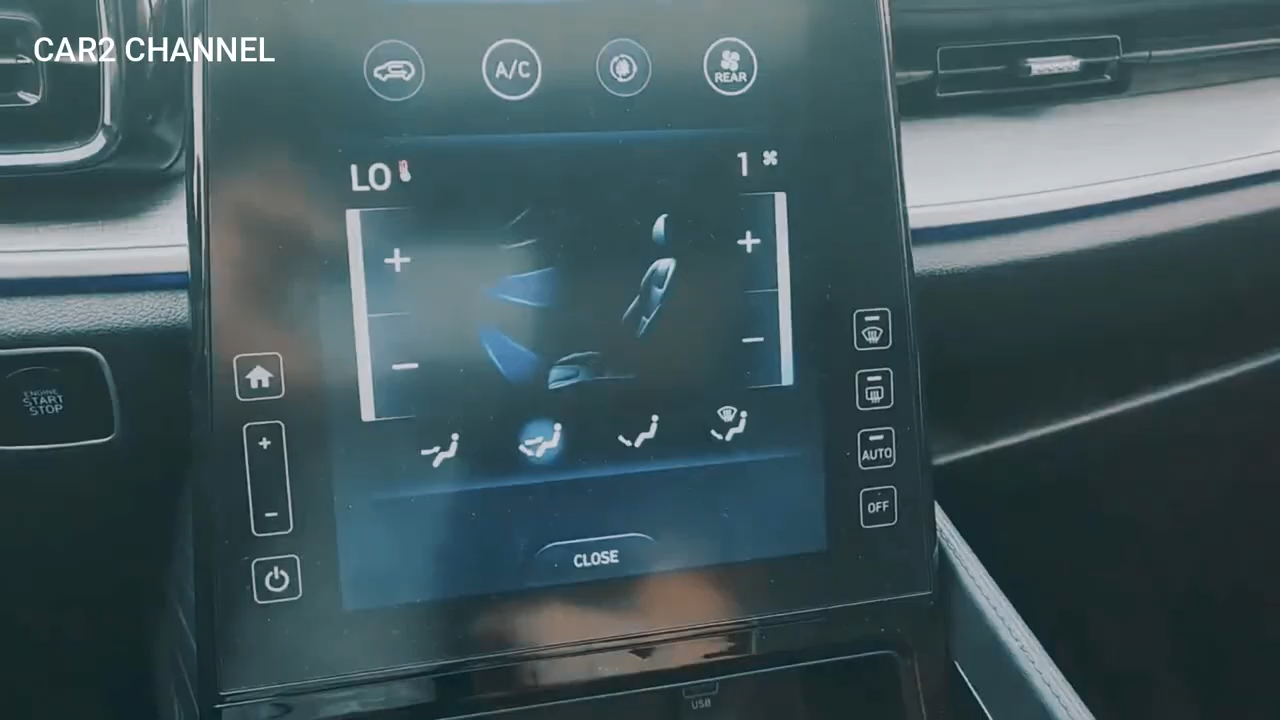 CAR2 CHANNEL
A/C
REAR
LO
1
+
+
−
−
ENGINE
START
STOP
+
−
AUTO
OFF
CLOSE
USB